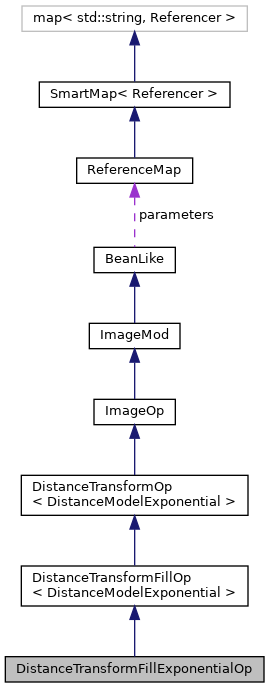 map< std::string, Referencer >
SmartMap< Referencer >
ReferenceMap
parameters
BeanLike
ImageMod
ImageOp
DistanceTransformOp
< DistanceModelExponential >
DistanceTransformFillOp
< DistanceModelExponential >
DistanceTransformFillExponentialOp